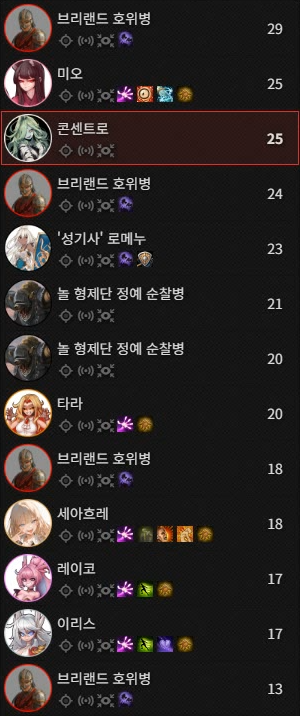 브리랜드 호위병
29
미오
25
콘센트로
25
브리랜드 호위병
24
'성기사' 로메누
23
놀 형제단 정예 순찰병
21
놀 형제단 정예 순찰병
20
타라
20
브리랜드 호위병
18
세아흐레
18
레이코
17
이리스
17
브리랜드 호위병
13